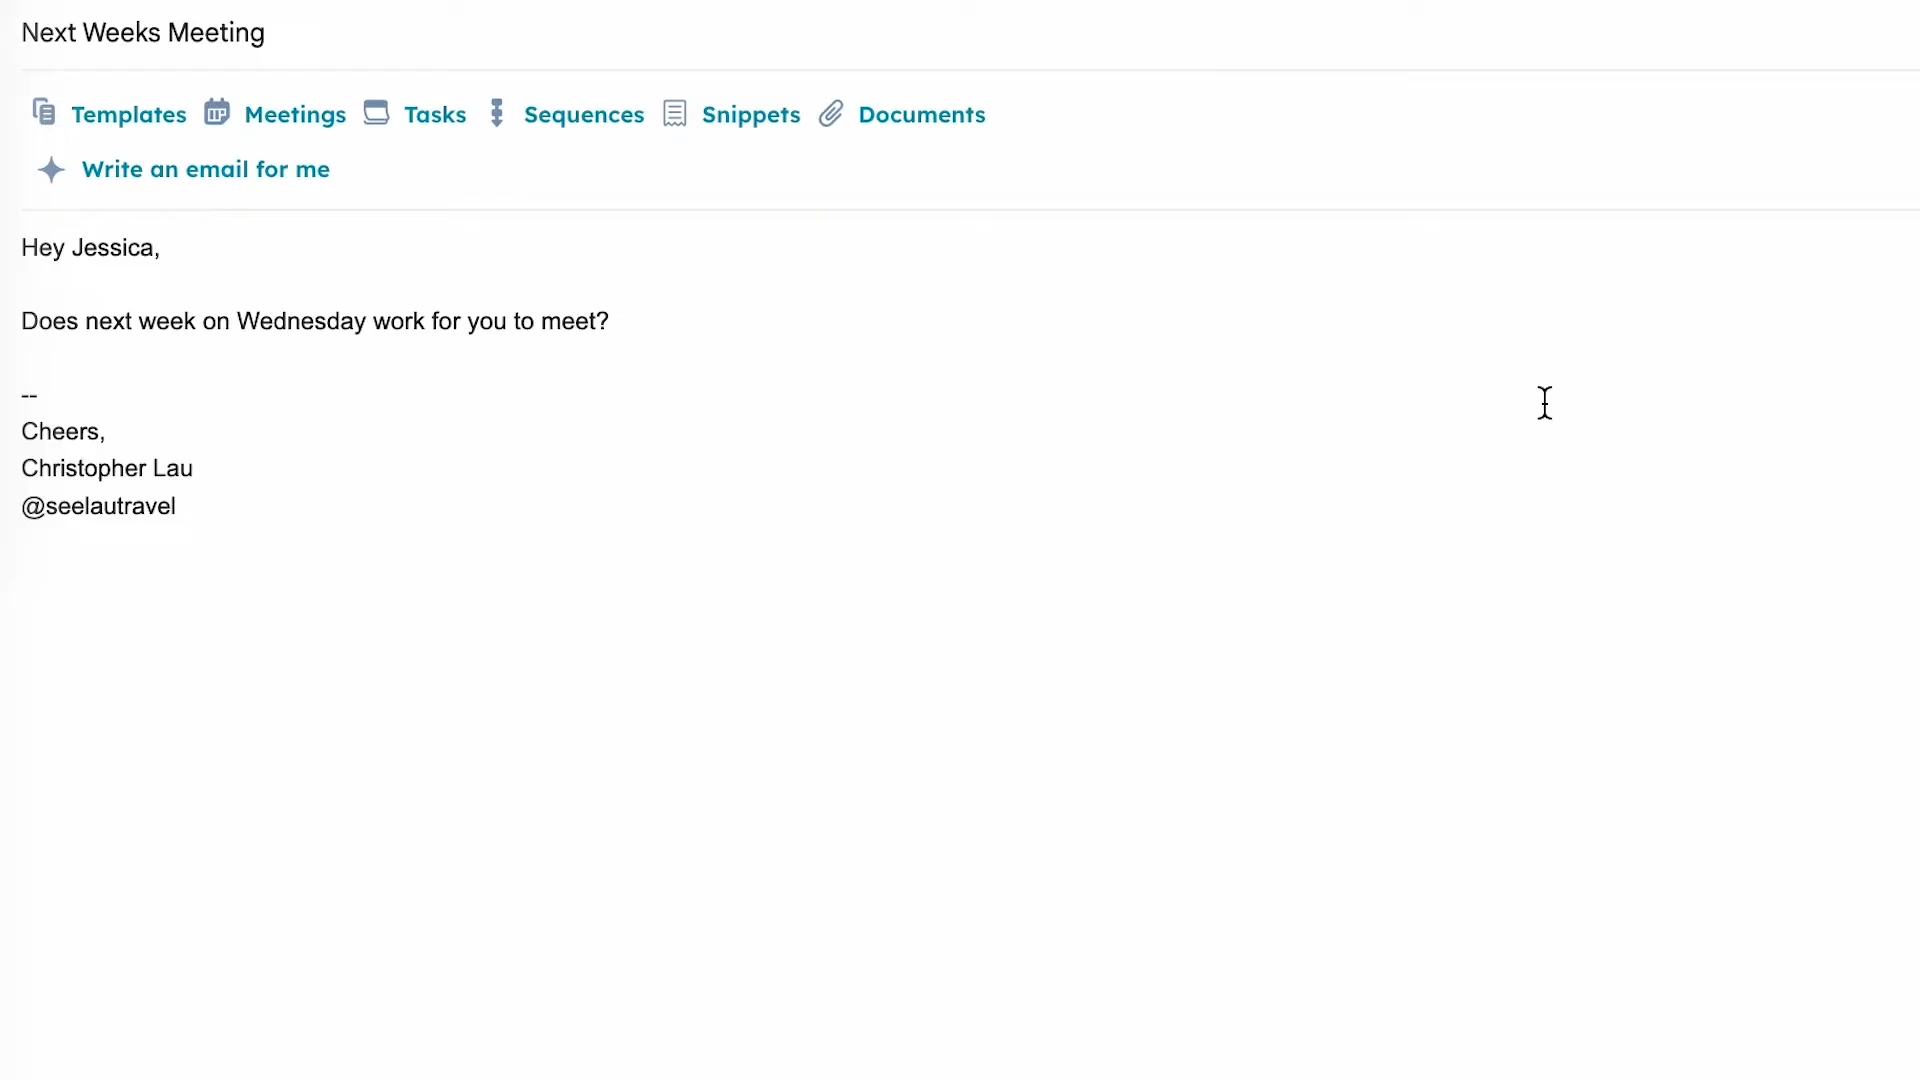 Next Weeks Meeting
Templates Meetings Tasks Sequences Snippets Documents
Write an email for me
Hey Jessica,
Does next week on Wednesday work for you to meet?
--
Cheers,
Christopher Lau
@seelautravel